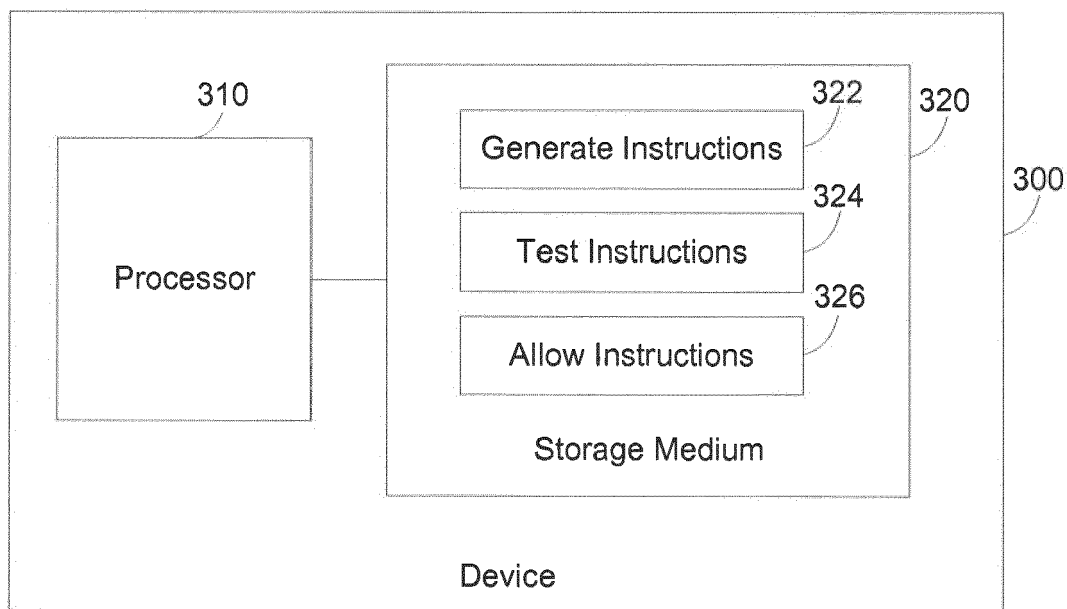 310
322
320
Generate Instructions
300
324
Processor
Test Instructions
326
Allow Instructions
Storage Medium
Device